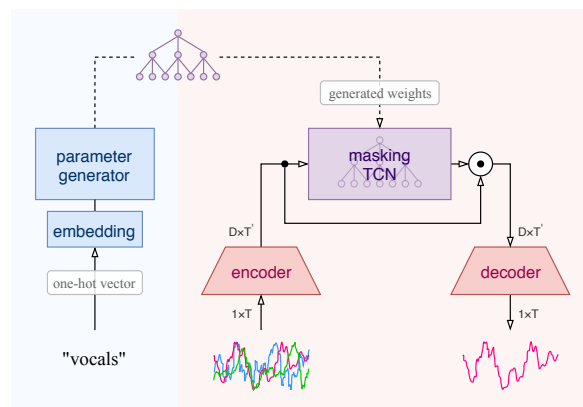 generated weights
parameter
generator
masking
TCN
embedding
D×T'
D×T'
encoder
decoder
one-hot vector
1×T
1×T
"vocals"